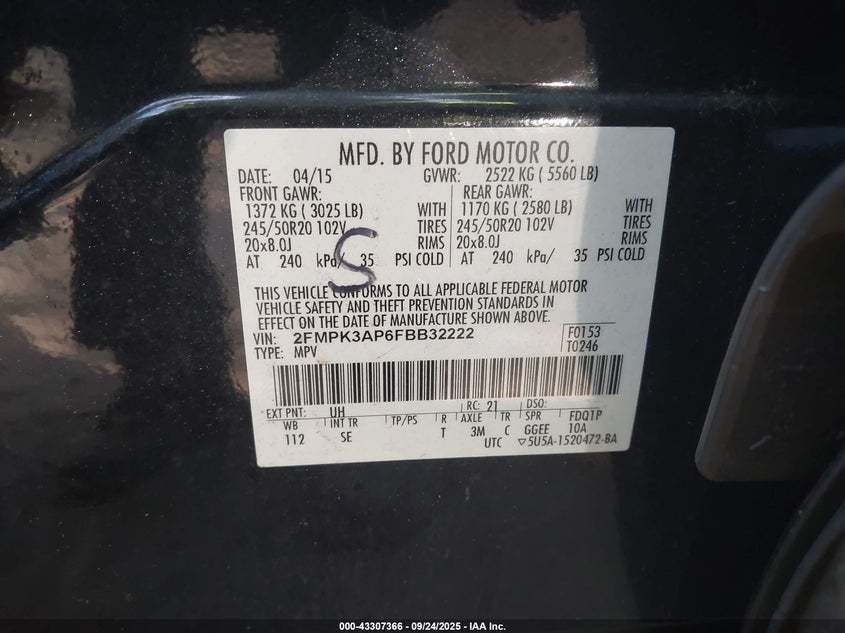 MFD. BY FORD MOTOR CO.
DATE: 04/15 GVWR: 2522 KG ( 5560 LB)
FRONT GAWR: REAR GAWR:
1372 KG ( 3025 LB) WITH 1170 KG ( 2580 LB) WITH
245/50R20 102V TIRES 245/50R20 102V TIRES
20x8.0J RIMS 20x8.0J RIMS
AT 240 kPa/ 35 PSI COLD AT 240 kPa/ 35 PSI COLD
S
THIS VEHICLE CONFORMS TO ALL APPLICABLE FEDERAL MOTOR
VEHICLE SAFETY AND THEFT PREVENTION STANDARDS IN
EFFECT ON THE DATE OF MANUFACTURE SHOWN ABOVE.
VIN: 2FMPK3AP6FBB32222 F0153
TYPE: MPV T0246
EXT PNT: UH RC: 21 DSO:
WB INT TR TP/PS R AXLE TR SPR FDQ1P
112 SE T 3M C GGEE 10A
UTC ▽5U5A-1520472-BA
000-43307366 - 09/24/2025 - IAA Inc.